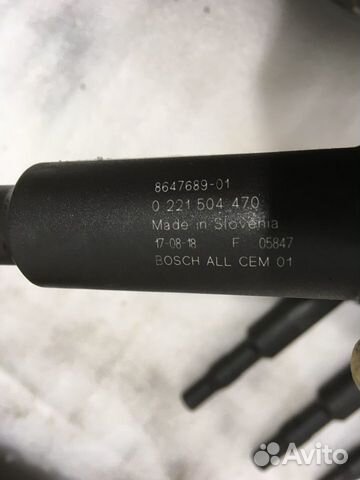 8647689-01
0 221 504 470
Made in Slovenia
17-08-18 F 05847
BOSCH ALL CEM 01
Avito